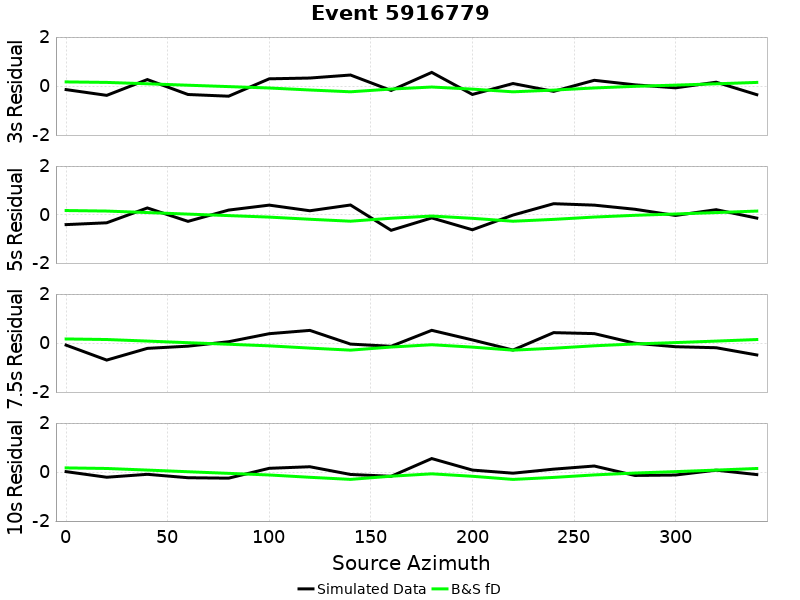 Event 5916779
3s Residual
2
0
-2
5s Residual
2
0
-2
7.5s Residual
2
0
-2
10s Residual
2
0
-2
0 50 100 150 200 250 300
Source Azimuth
Simulated Data B&S fD